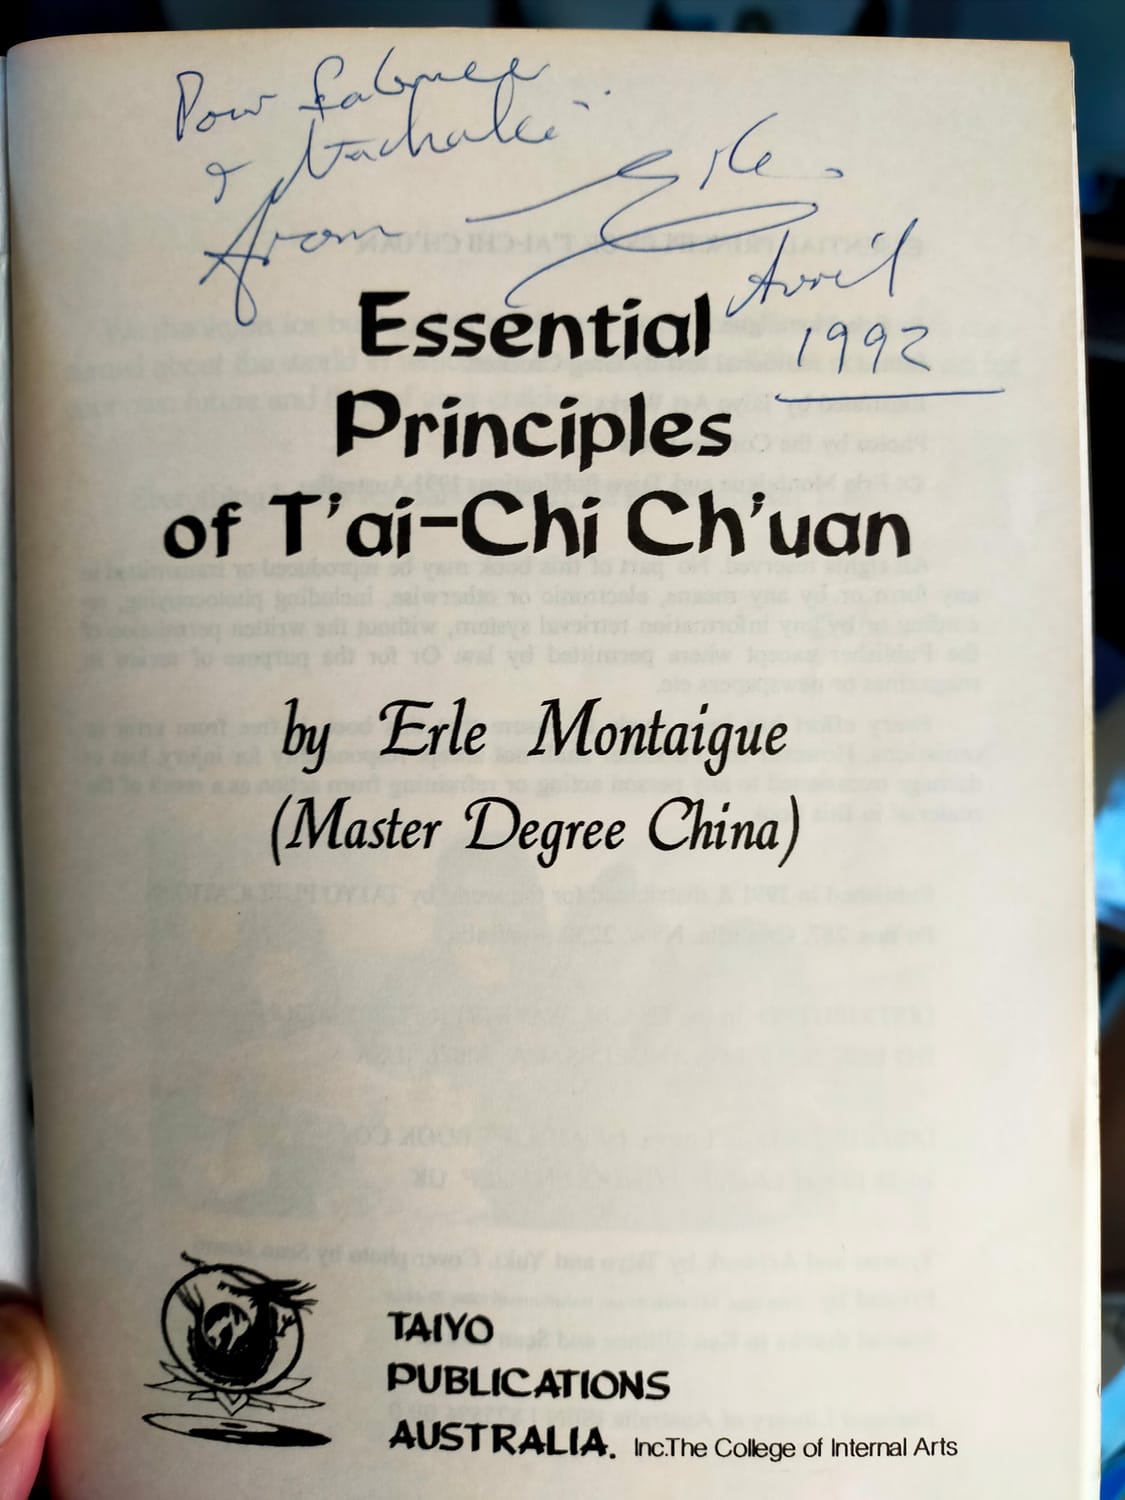 Pour Fabienne
& Nathalie
from Erle
Avril
1992
Essential
Principles
of T'ai-Chi Ch'uan
by Erle Montaigue
(Master Degree China)
TAIYO
PUBLICATIONS
AUSTRALIA. Inc.The College of Internal Arts